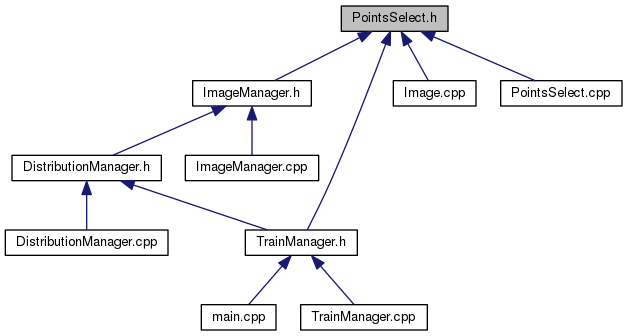 PointsSelect.h
ImageManager.h
Image.cpp
PointsSelect.cpp
DistributionManager.h
ImageManager.cpp
DistributionManager.cpp
TrainManager.h
main.cpp
TrainManager.cpp